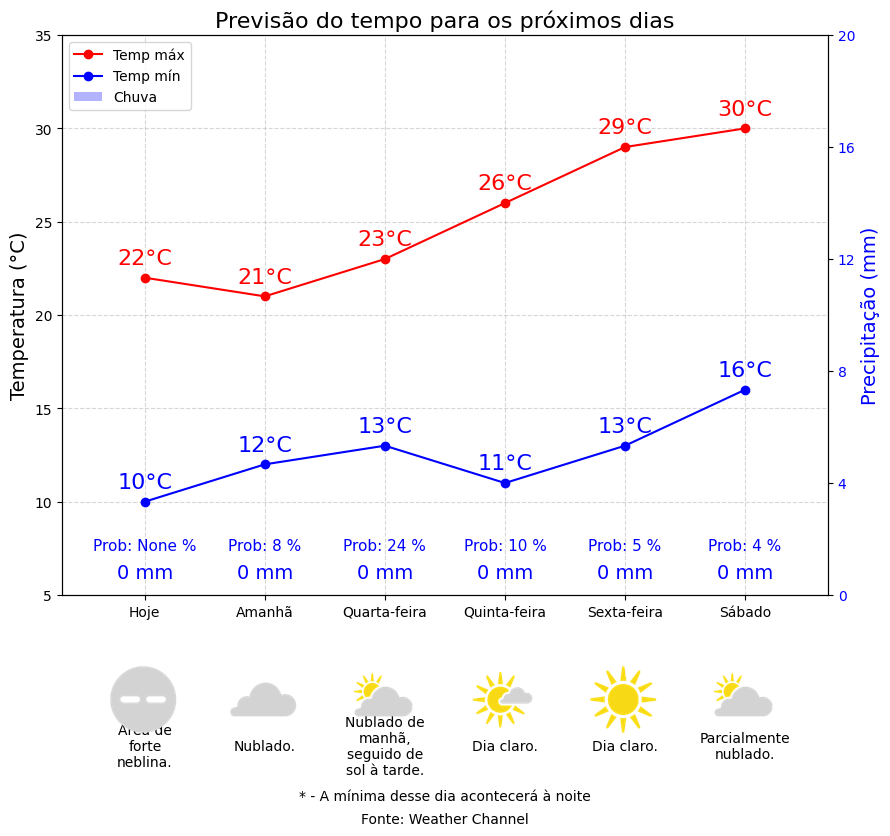 Previsão do tempo para os próximos dias
Temp máx
Temp mín
Chuva
Temperatura (°C)
35
30
25
20
15
10
5
Precipitação (mm)
20
16
12
8
4
0
22°C
21°C
23°C
26°C
29°C
30°C
10°C
12°C
13°C
11°C
13°C
16°C
Prob: None %
Prob: 8 %
Prob: 24 %
Prob: 10 %
Prob: 5 %
Prob: 4 %
0 mm
0 mm
0 mm
0 mm
0 mm
0 mm
Hoje
Amanhã
Quarta-feira
Quinta-feira
Sexta-feira
Sábado
Área de
forte
neblina.
Nublado.
Nublado de
manhã,
seguido de
sol à tarde.
Dia claro.
Dia claro.
Parcialmente
nublado.
* - A mínima desse dia acontecerá à noite
Fonte: Weather Channel